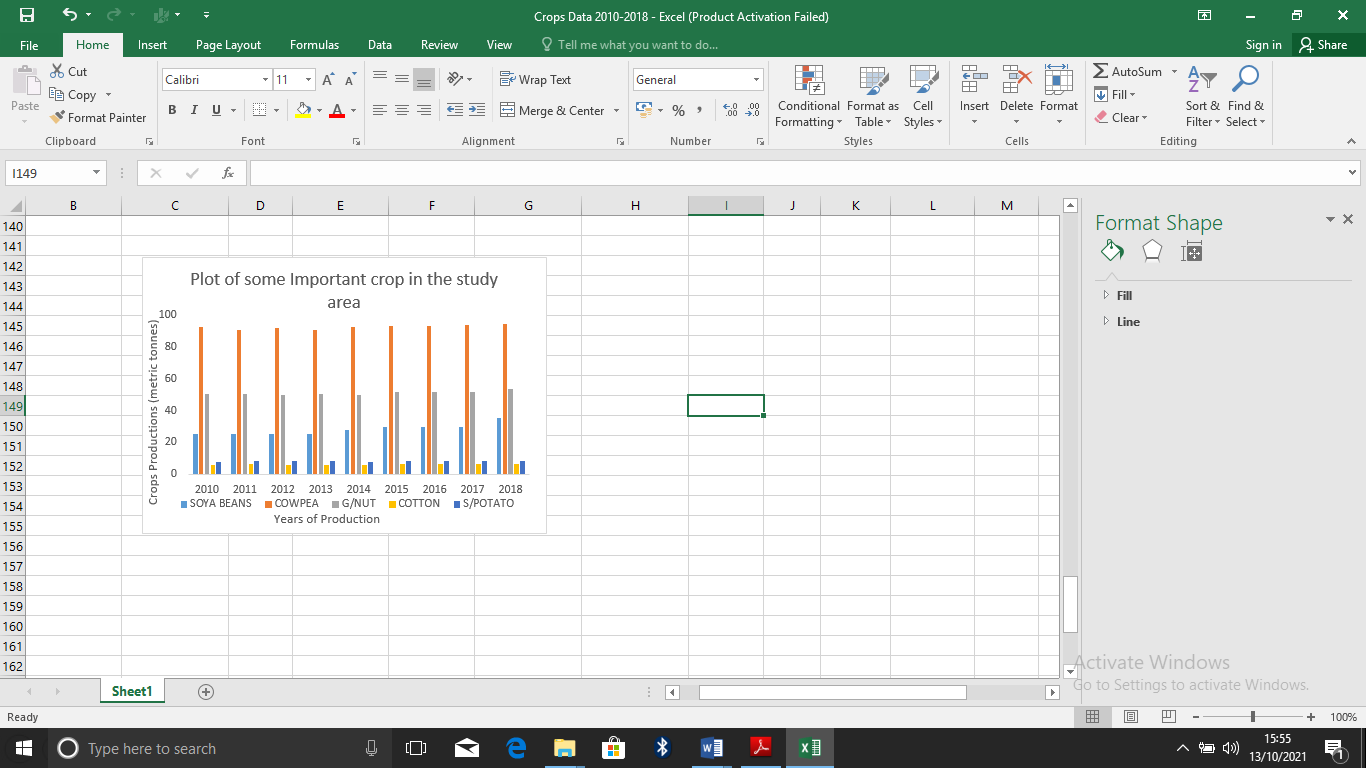 Crops Data 2010-2018 - Excel (Product Activation Failed)
File Home Insert Page Layout Formulas Data Review View Tell me what you want to do... Sign in Share
Cut
Copy
Format Painter
Paste
Clipboard
Calibri 11
B I U A
Font
Wrap Text
Merge & Center
Alignment
General
% , .00 .0
Number
Conditional Formatting
Format as Table
Cell Styles
Styles
Insert Delete Format
Cells
AutoSum
Fill
Clear
Sort & Filter
Find & Select
Editing
I149 fx
B C D E F G H I J K L M
140
141
142
143
144
145
146
147
148
149
150
151
152
153
154
155
156
157
158
159
160
161
162
Plot of some Important crop in the study
area
Crops Productions (metric tonnes)
100
80
60
40
20
0
2010 2011 2012 2013 2014 2015 2016 2017 2018
SOYA BEANS COWPEA G/NUT COTTON S/POTATO
Years of Production
Format Shape
Fill
Line
Activate Windows
Go to Settings to activate Windows.
Sheet1
Ready
100%
Type here to search
15:55
13/10/2021
1